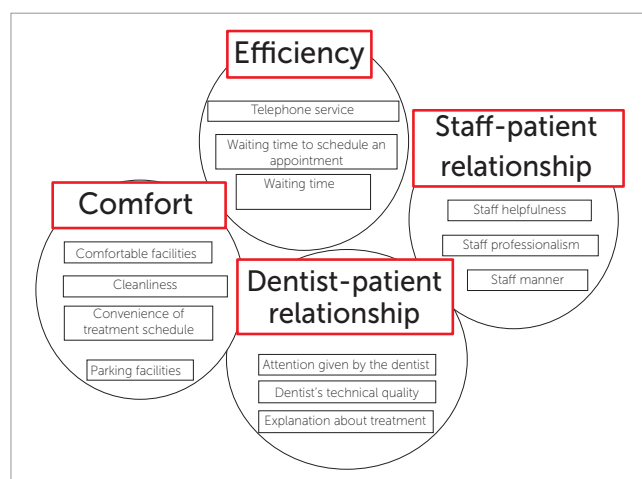 Efficiency
Telephone service
Waiting time to schedule an
appointment
Waiting time
Staff-patient
relationship
Staff helpfulness
Staff professionalism
Staff manner
Comfort
Comfortable facilities
Cleanliness
Convenience of
treatment schedule
Parking facilities
Dentist-patient
relationship
Attention given by the dentist
Dentist's technical quality
Explanation about treatment